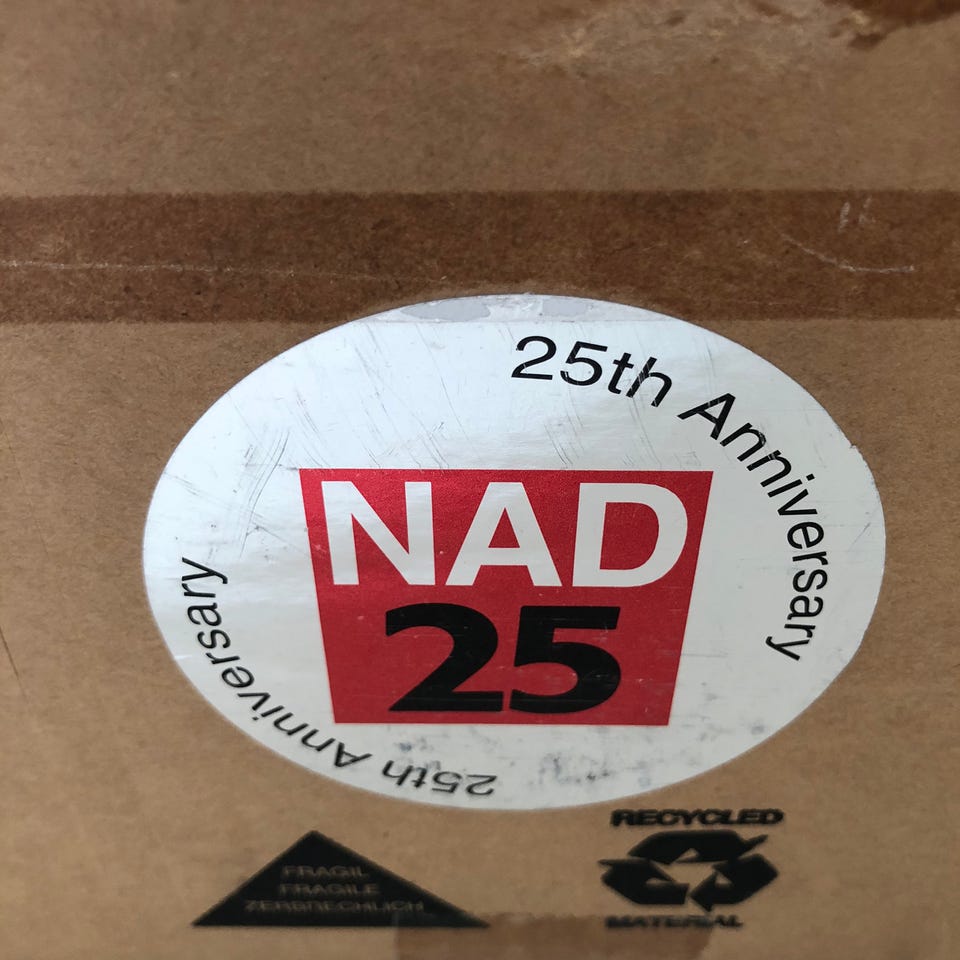 25th Anniversary
NAD
25
25th Anniversary
FRAGIL
FRAGILE
ZERBRECHLICH
RECYCLED
MATERIAL